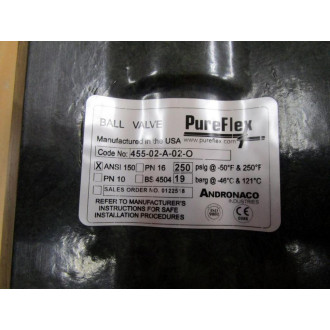 BALL VALVE PureFlex
Manufactured in the USA www.pureflex.com
Code No: 455-02-A-02-O
X ANSI 150 PN 16 250 psig @ -50°F & 250°F
PN 10 BS 4504 19 barg @ -46°C & 121°C
SALES ORDER NO. 9122518
REFER TO MANUFACTURER'S
INSTRUCTIONS FOR SAFE
INSTALLATION PROCEDURES
ANDRONACO
INDUSTRIES
CE